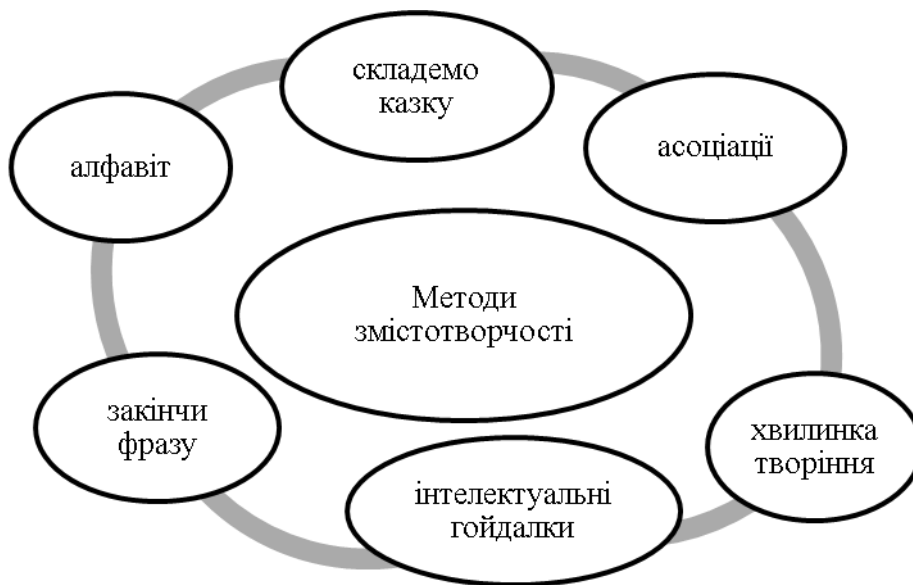 складемо
казку
алфавіт
асоціації
Методи
змістотворчості
закінчи
фразу
хвилинка
творіння
інтелектуальні
гойдалки